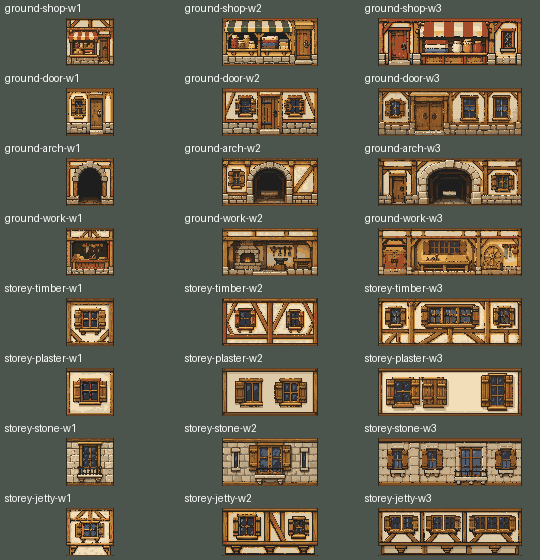 ground-shop-w1 ground-shop-w2 ground-shop-w3
ground-door-w1 ground-door-w2 ground-door-w3
ground-arch-w1 ground-arch-w2 ground-arch-w3
ground-work-w1 ground-work-w2 ground-work-w3
storey-timber-w1 storey-timber-w2 storey-timber-w3
storey-plaster-w1 storey-plaster-w2 storey-plaster-w3
storey-stone-w1 storey-stone-w2 storey-stone-w3
storey-jetty-w1 storey-jetty-w2 storey-jetty-w3